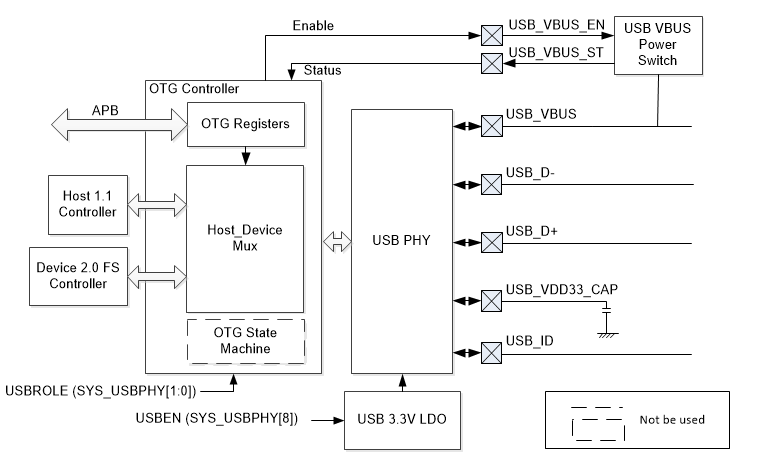 Enable
USB_VBUS_EN
USB VBUS
Power
Switch
USB_VBUS_ST
Status
OTG Controller
APB
OTG Registers
USB_VBUS
Host 1.1
Controller
Host_Device
Mux
USB PHY
USB_D-
USB_D+
Device 2.0 FS
Controller
USB_VDD33_CAP
OTG State
Machine
USB_ID
USBROLE (SYS_USBPHY[1:0])
USBEN (SYS_USBPHY[8])
USB 3.3V LDO
Not be used